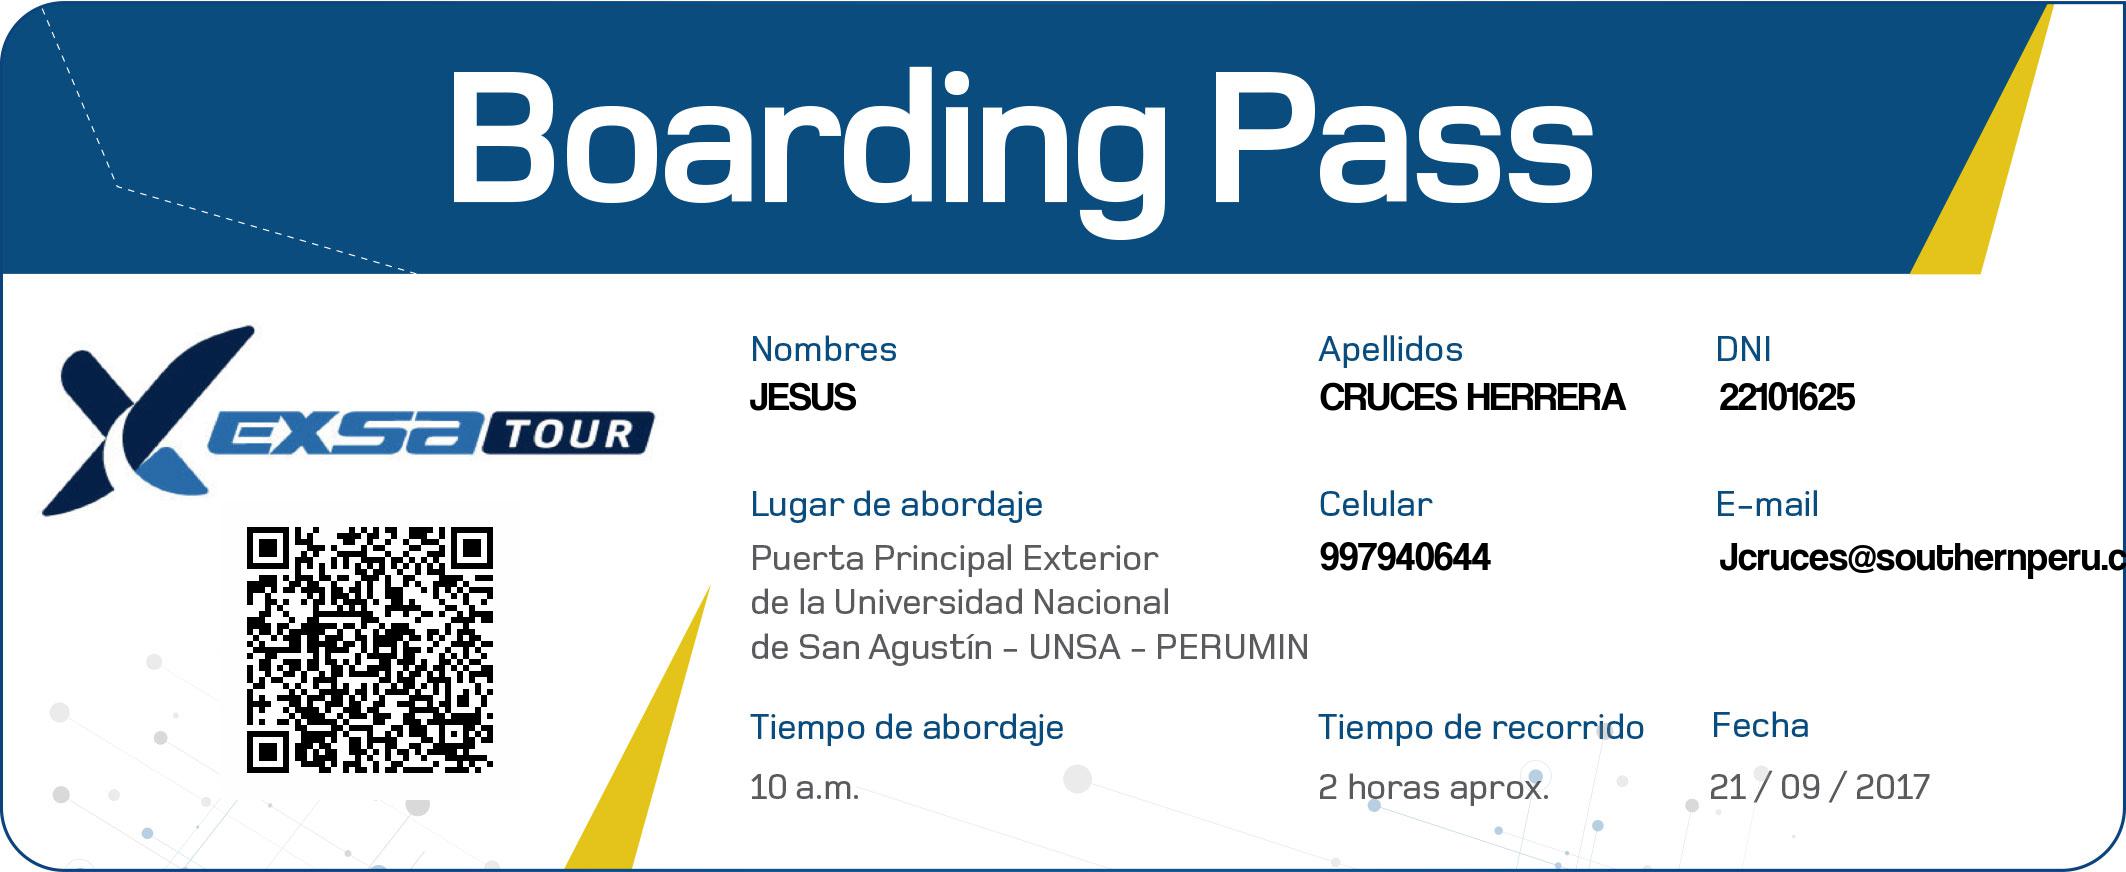 Boarding Pass
EXSA TOUR
Nombres
JESUS
Apellidos
CRUCES HERRERA
DNI
22101625
Lugar de abordaje
Puerta Principal Exterior
de la Universidad Nacional
de San Agustín - UNSA - PERUMIN
Celular
997940644
E-mail
Jcruces@southernperu.c
Tiempo de abordaje
10 a.m.
Tiempo de recorrido
2 horas aprox.
Fecha
21 / 09 / 2017